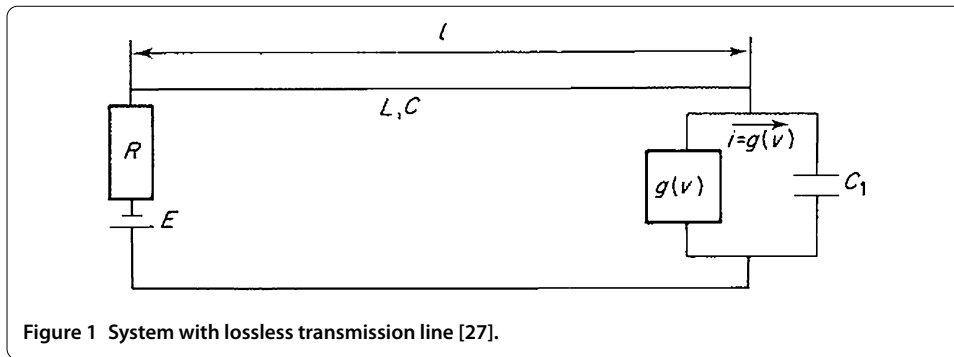 l
L, C
R
E
i=g(v)
g(v)
C₁
Figure 1 System with lossless transmission line [27].